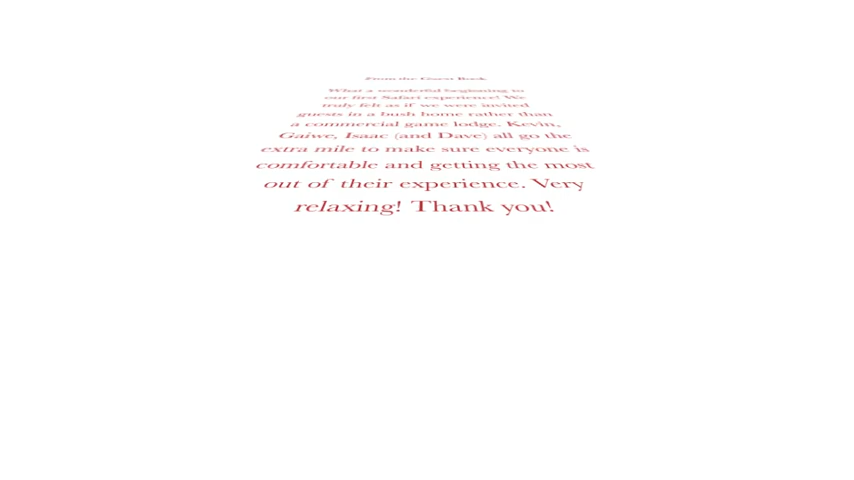 From the Guest Book
What a wonderful beginning to
our first Safari experience! We
truly felt as if we were invited
guests in a bush home rather than
a commercial game lodge. Kevin,
Gaiwe, Isaac (and Dave) all go the
extra mile to make sure everyone is
comfortable and getting the most
out of their experience. Very
relaxing! Thank you!